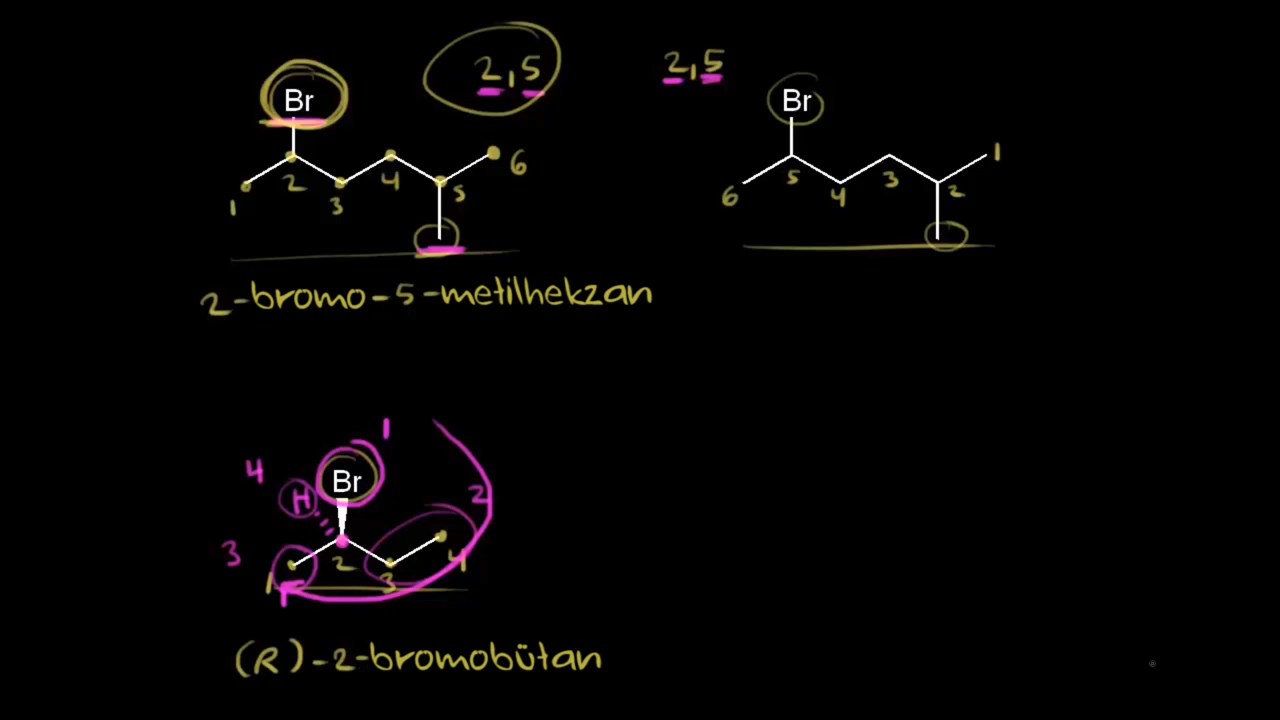 2,5 2,5
Br Br
1 2 3 4 5 6 6 5 4 3 2 1
2-bromo-5-metilhekzan
1
4 H Br 2
3 1 2 3 4
(R)-2-bromobütan